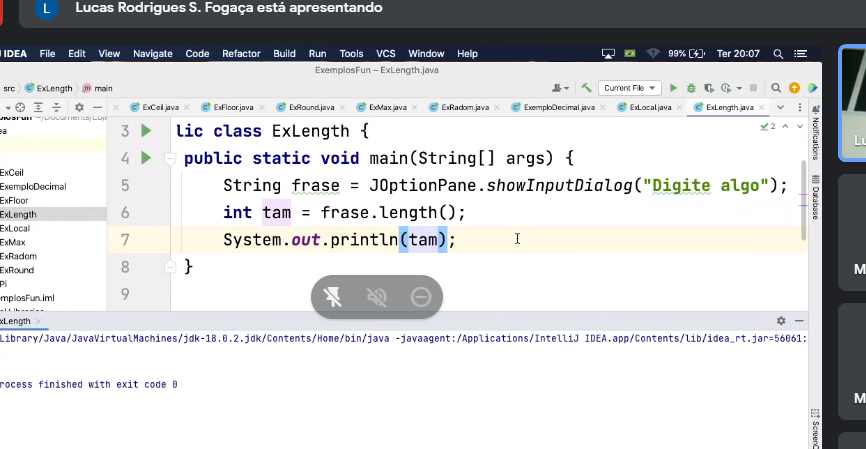 L Lucas Rodrigues S. Fogaça está apresentando
IDEA File Edit View Navigate Code Refactor Build Run Tools VCS Window Help 99% Ter 20:07
ExemplosFun – ExLength.java
src ExLength main Current File
ExCeil.java ExFloor.java ExRound.java ExMax.java ExRadom.java ExemploDecimal.java ExLocal.java ExLength.java
3 lic class ExLength {
2
4 public static void main(String[] args) {
5 String frase = JOptionPane.showInputDialog("Digite algo");
6 int tam = frase.length();
7 System.out.println(tam);
8 }
9
ea
ExCeil
ExemploDecimal
ExFloor
ExLength
ExLocal
ExMax
ExRadom
ExRound
Pi
emplosFun.iml
Notifications
Database
xLength
Library/Java/JavaVirtualMachines/jdk-18.0.2.jdk/Contents/Home/bin/java -javaagent:/Applications/IntelliJ IDEA.app/Contents/lib/idea_rt.jar=56061:
rocess finished with exit code 0
ScreenC
Lu
M
M